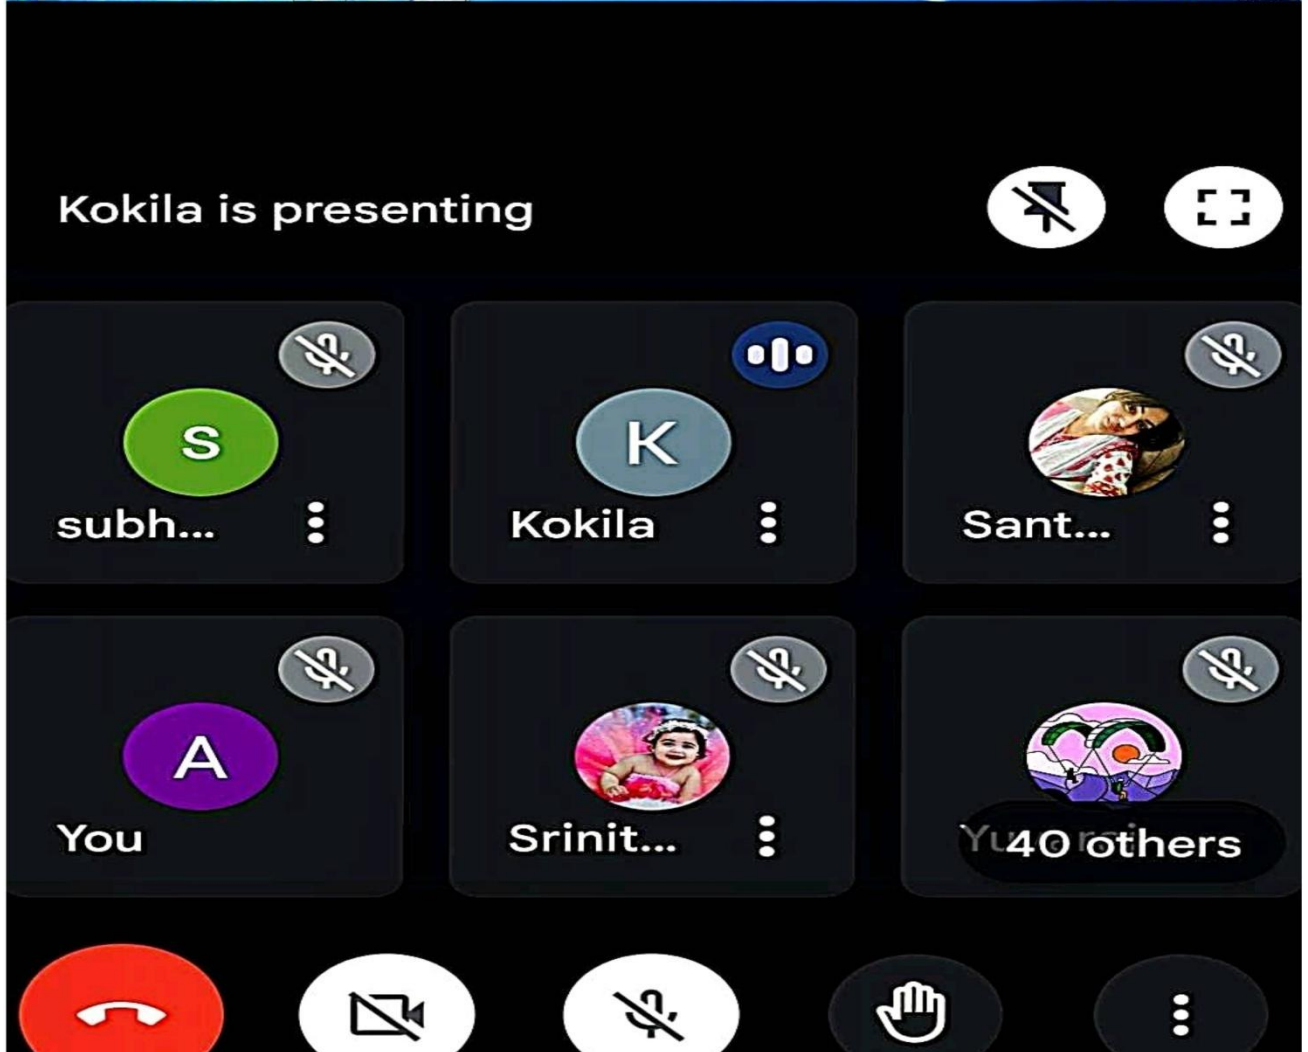 Kokila is presenting
s
K
subh...
Kokila
Sant...
A
You
Srinit...
40 others